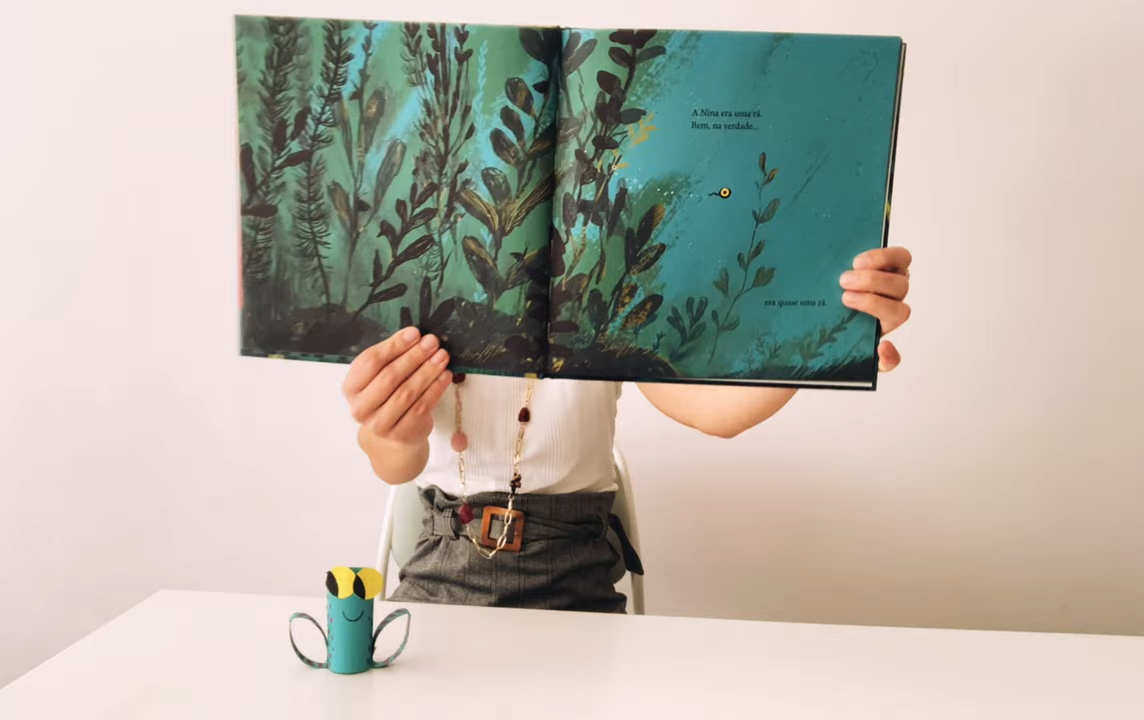 A Nina era uma rã.
Bem, na verdade...
era quase uma rã.